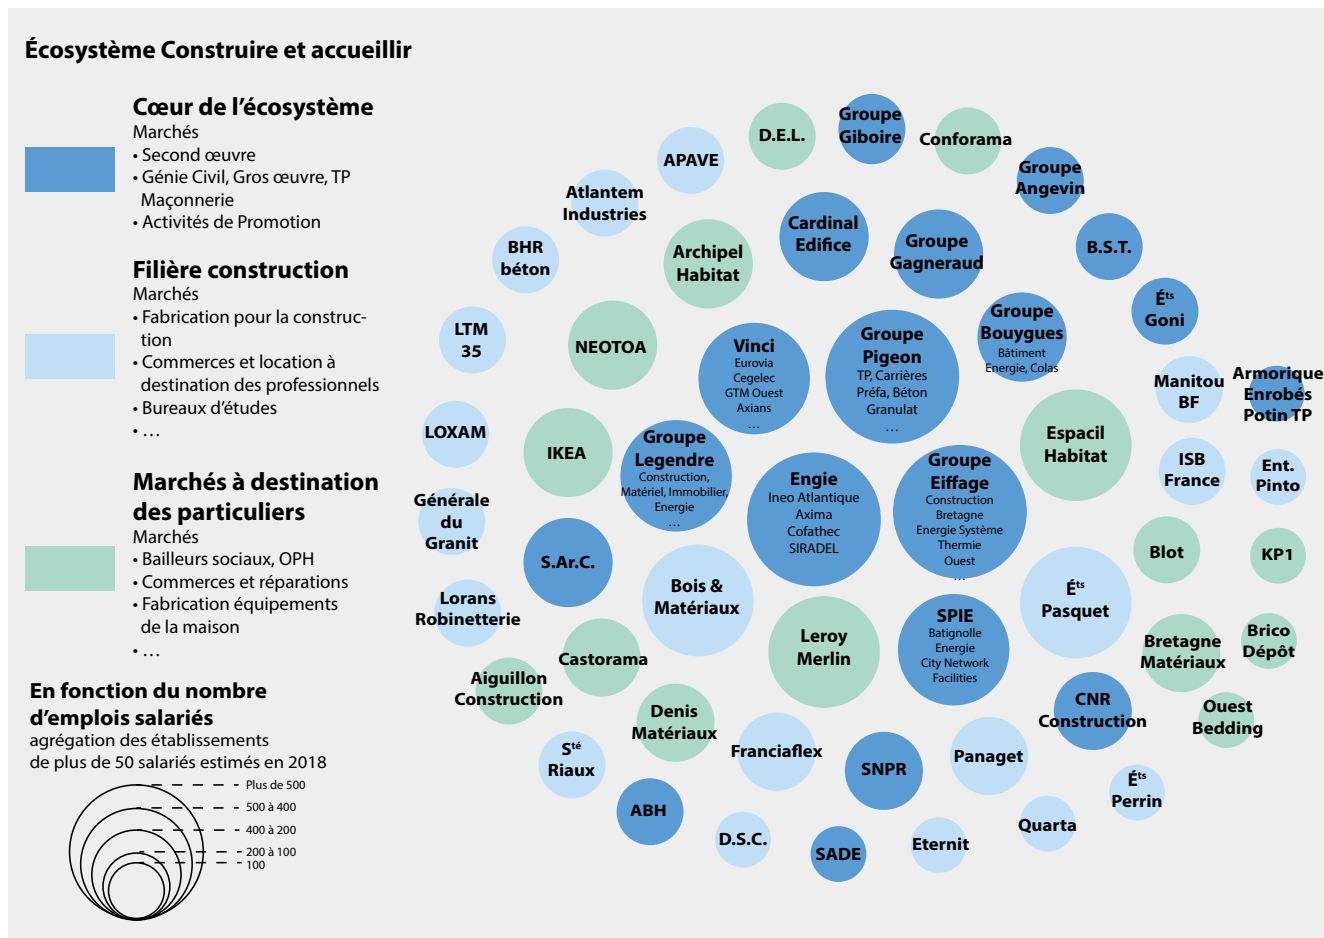 Écosystème Construire et accueillir
Cœur de l'écosystème
Marchés
• Second œuvre
• Génie Civil, Gros œuvre, TP
Maçonnerie
• Activités de Promotion
Filière construction
Marchés
• Fabrication pour la construc-
tion
• Commerces et location à
destination des professionnels
• Bureaux d'études
• …
Marchés à destination
des particuliers
Marchés
• Bailleurs sociaux, OPH
• Commerces et réparations
• Fabrication équipements
de la maison
• …
En fonction du nombre
d'emplois salariés
agrégation des établissements
de plus de 50 salariés estimés en 2018
Plus de 500
500 à 400
400 à 200
200 à 100
100
D.E.L.
Groupe
Giboire
Conforama
APAVE
Groupe
Angevin
Atlantem
Industries
Cardinal
Edifice
Groupe
Gagneraud
B.S.T.
BHR
béton
Archipel
Habitat
Éts
Goni
LTM
35
NEOTOA
Vinci
Eurovia
Cegelec
GTM Ouest
Axians
…
Groupe
Pigeon
TP, Carrières
Préfa, Béton
Granulat
…
Groupe
Bouygues
Bâtiment
Energie, Colas
Manitou
BF
Armorique
Enrobés
Potin TP
LOXAM
IKEA
Groupe
Legendre
Construction,
Matériel, Immobilier,
Energie
…
Engie
Ineo Atlantique
Axima
Cofathec
SIRADEL
Groupe
Eiffage
Construction
Bretagne
Energie Système
Thermie
Ouest
…
Espacil
Habitat
ISB
France
Ent.
Pinto
Générale
du
Granit
S.Ar.C.
Blot
KP1
Lorans
Robinetterie
Bois &
Matériaux
Leroy
Merlin
SPIE
Batignolle
Energie
City Network
Facilities
Éts
Pasquet
Bretagne
Matériaux
Brico
Dépôt
Castorama
Aiguillon
Construction
Denis
Matériaux
CNR
Construction
Ouest
Bedding
Sté
Riaux
Franciaflex
SNPR
Panaget
Éts
Perrin
ABH
D.S.C.
SADE
Eternit
Quarta